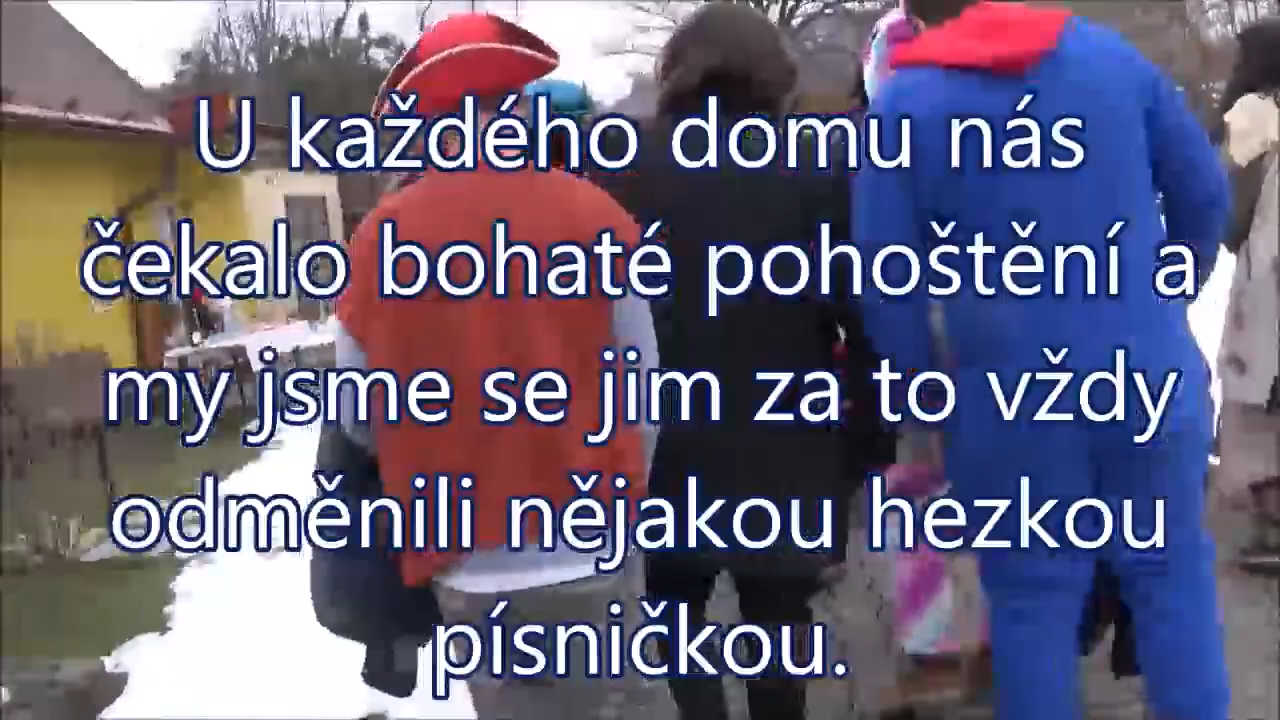 U každého domu nás
čekalo bohaté pohoštění a
my jsme se jim za to vždy
odměnili nějakou hezkou
písničkou.